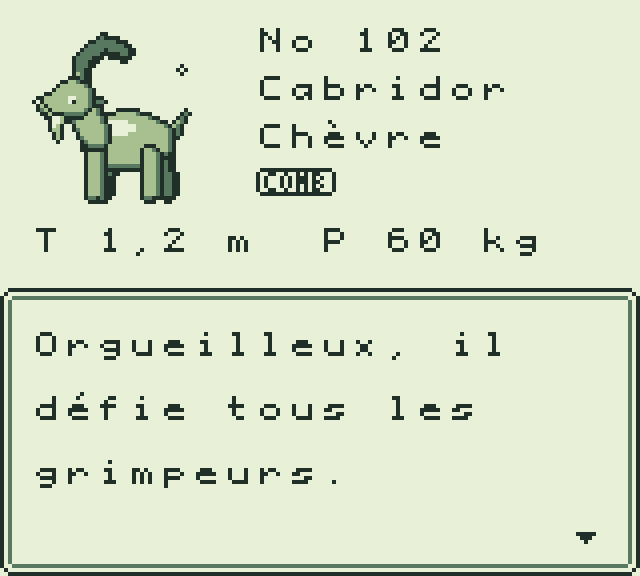 No 102
Cabridor
Chèvre
COMB
T 1,2 m P 60 kg
Orgueilleux, il
défie tous les
grimpeurs.